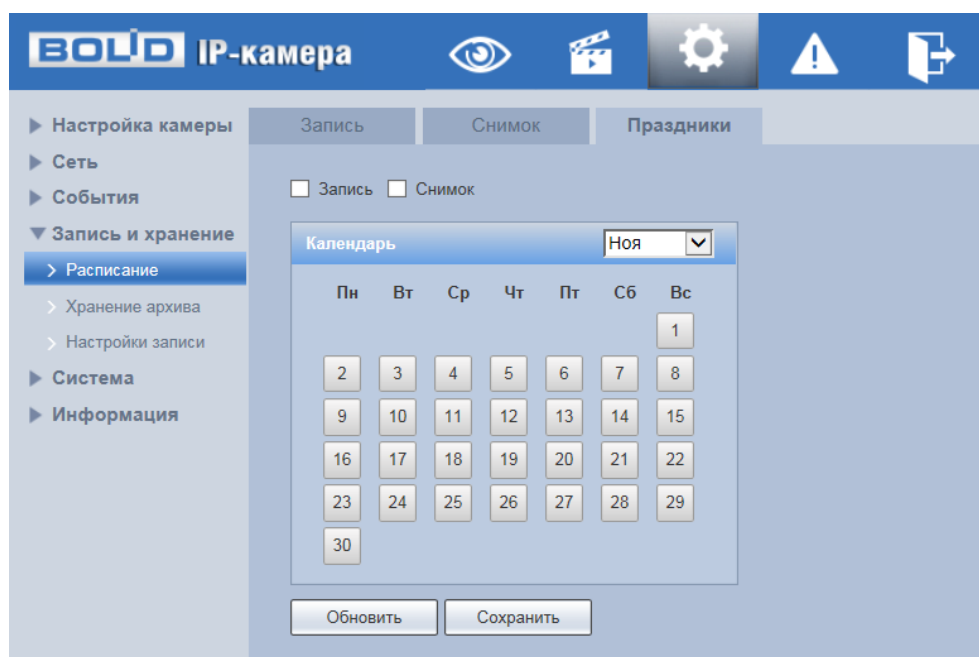 BOLID IP-камера
Настройка камеры
Сеть
События
Запись и хранение
Расписание
Хранение архива
Настройки записи
Система
Информация
Запись Снимок Праздники
Запись Снимок
Календарь Ноя
Пн Вт Ср Чт Пт Сб Вс
1
2 3 4 5 6 7 8
9 10 11 12 13 14 15
16 17 18 19 20 21 22
23 24 25 26 27 28 29
30
Обновить Сохранить